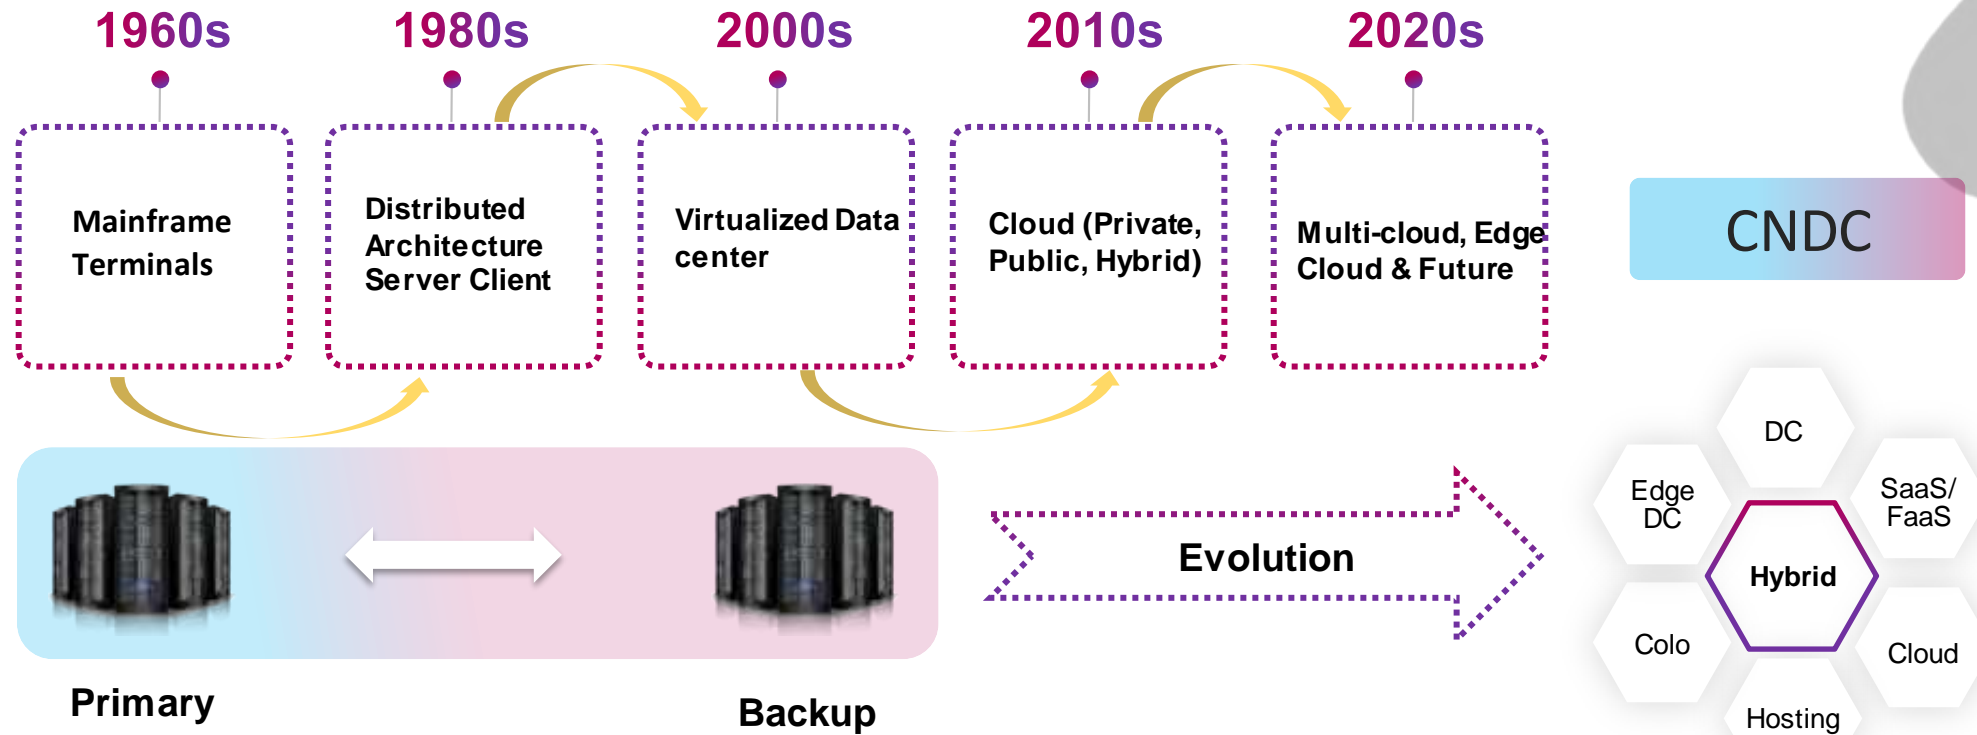 1960s
1980s
2000s
2010s
2020s
Mainframe
Terminals
Distributed
Architecture
Server Client
Virtualized Data
center
Cloud (Private,
Public, Hybrid)
Multi-cloud, Edge
Cloud & Future
CNDC
Primary
Backup
Evolution
DC
Edge
DC
SaaS/
FaaS
Hybrid
Colo
Cloud
Hosting